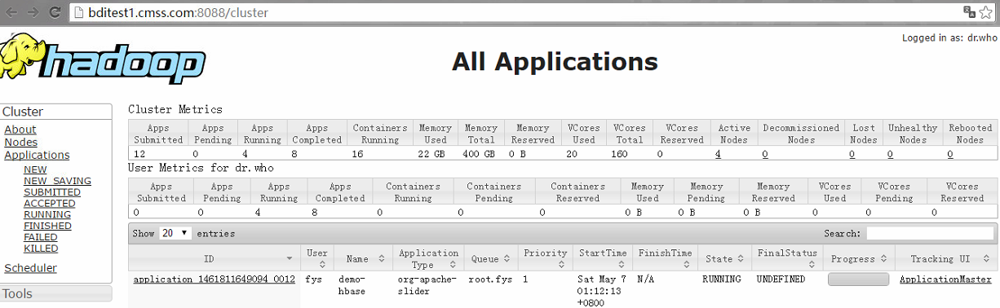 bditest1.cmss.com:8088/cluster
Logged in as: dr.who
hadoop
All Applications
Cluster
About
Nodes
Applications
NEW
NEW_SAVING
SUBMITTED
ACCEPTED
RUNNING
FINISHED
FAILED
KILLED
Scheduler
Tools
Cluster Metrics
Apps Submitted Apps Pending Apps Running Apps Completed Containers Running Memory Used Memory Total Memory Reserved VCores Used VCores Total VCores Reserved Active Nodes Decommissioned Nodes Lost Nodes Unhealthy Nodes Rebooted Nodes
12 0 4 8 16 22 GB 400 GB 0 B 20 160 0 4 0 0 0 0
User Metrics for dr.who
Apps Submitted Apps Pending Apps Running Apps Completed Containers Running Containers Pending Containers Reserved Memory Used Memory Pending Memory Reserved VCores Used VCores Pending VCores Reserved
0 0 4 8 0 0 0 0 B 0 B 0 B 0 0 0
Show 20 entries Search:
ID User Name Application Type Queue Priority StartTime FinishTime State FinalStatus Progress Tracking UI
application_1461811649094_0012 fys demo-hbase org-apache-slider root.fys 1 Sat May 7 01:12:13 +0800 N/A RUNNING UNDEFINED ApplicationMaster